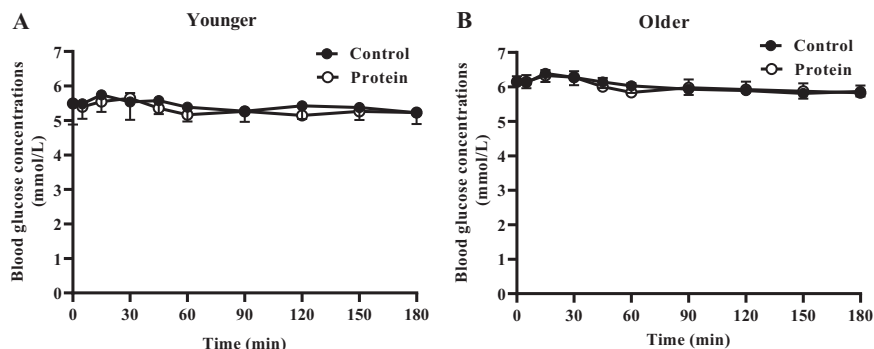 A
Younger
Control
Protein
Blood glucose concentrations
(mmol/L)
7
6
5
4
3
2
1
0
0 30 60 90 120 150 180
Time (min)
B
Older
Control
Protein
Blood glucose concentrations
(mmol/L)
7
6
5
4
3
2
1
0
0 30 60 90 120 150 180
Time (min)